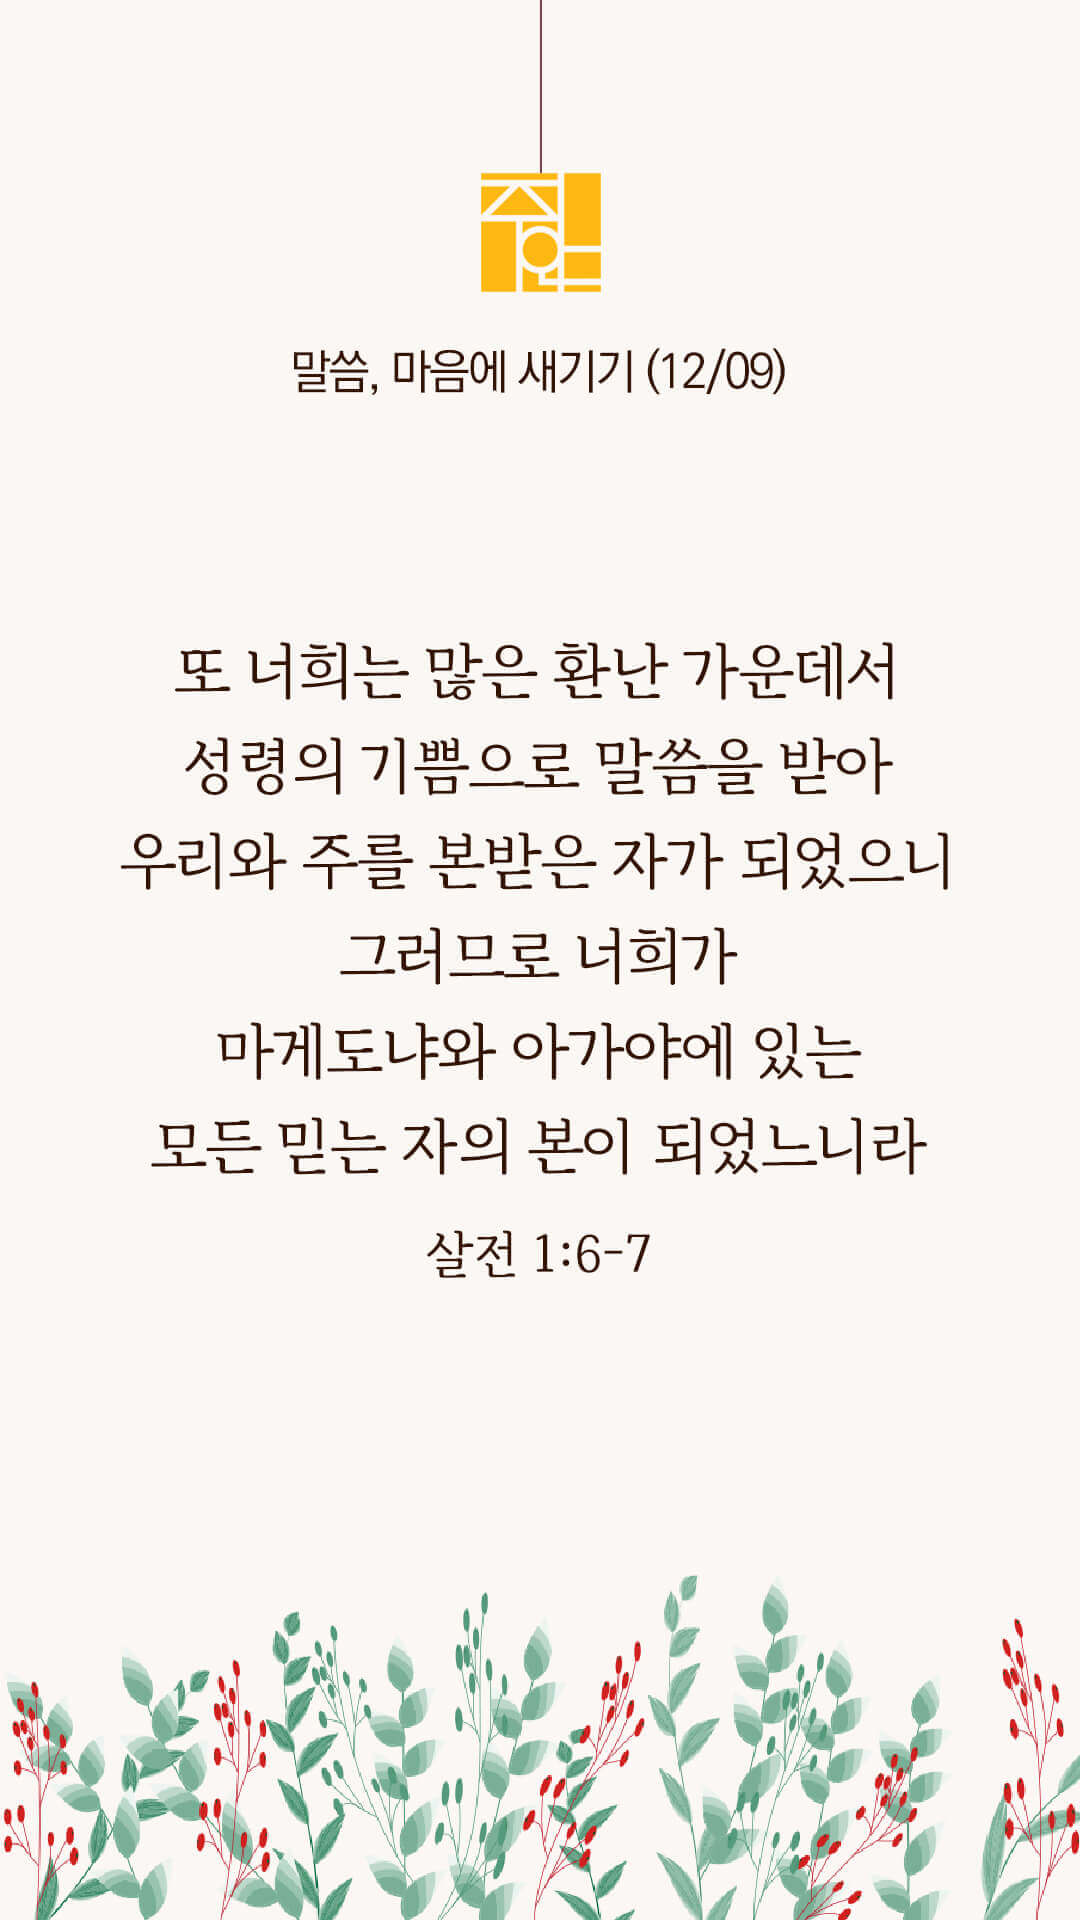 주인
말씀, 마음에 새기기 (12/09)
또 너희는 많은 환난 가운데서
성령의 기쁨으로 말씀을 받아
우리와 주를 본받은 자가 되었으니
그러므로 너희가
마게도냐와 아가야에 있는
모든 믿는 자의 본이 되었느니라
살전 1:6-7